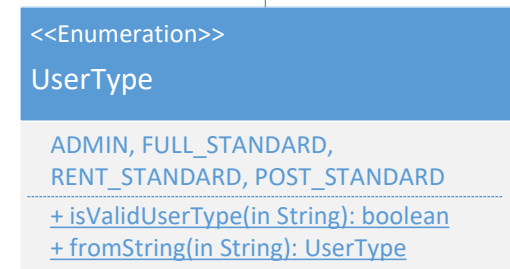 <<Enumeration>>
UserType
ADMIN, FULL_STANDARD,
RENT_STANDARD, POST_STANDARD
+ isValidUserType(in String): boolean
+ fromString(in String): UserType